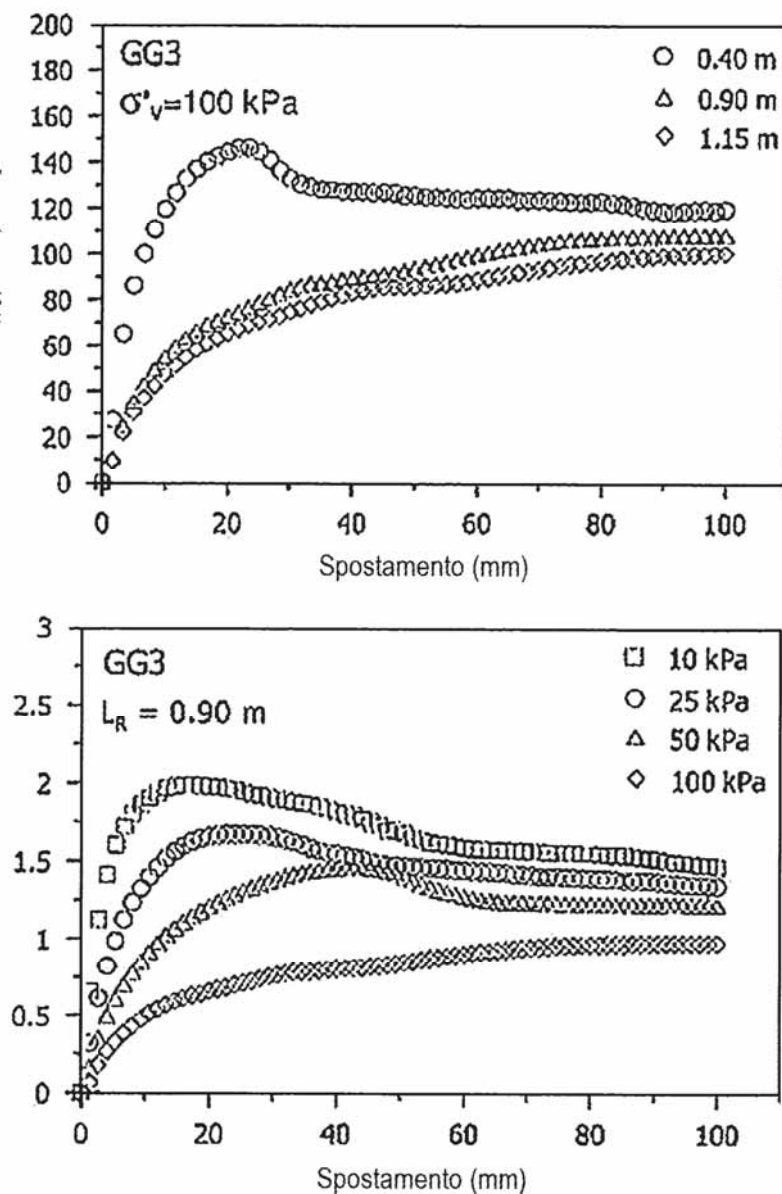 200
180
160
140
120
100
80
60
40
20
0
GG3
σ'v=100 kPa
0.40 m
0.90 m
1.15 m
0 20 40 60 80 100
Spostamento (mm)
3
2.5
2
1.5
1
0.5
0
GG3
LR = 0.90 m
10 kPa
25 kPa
50 kPa
100 kPa
0 20 40 60 80 100
Spostamento (mm)